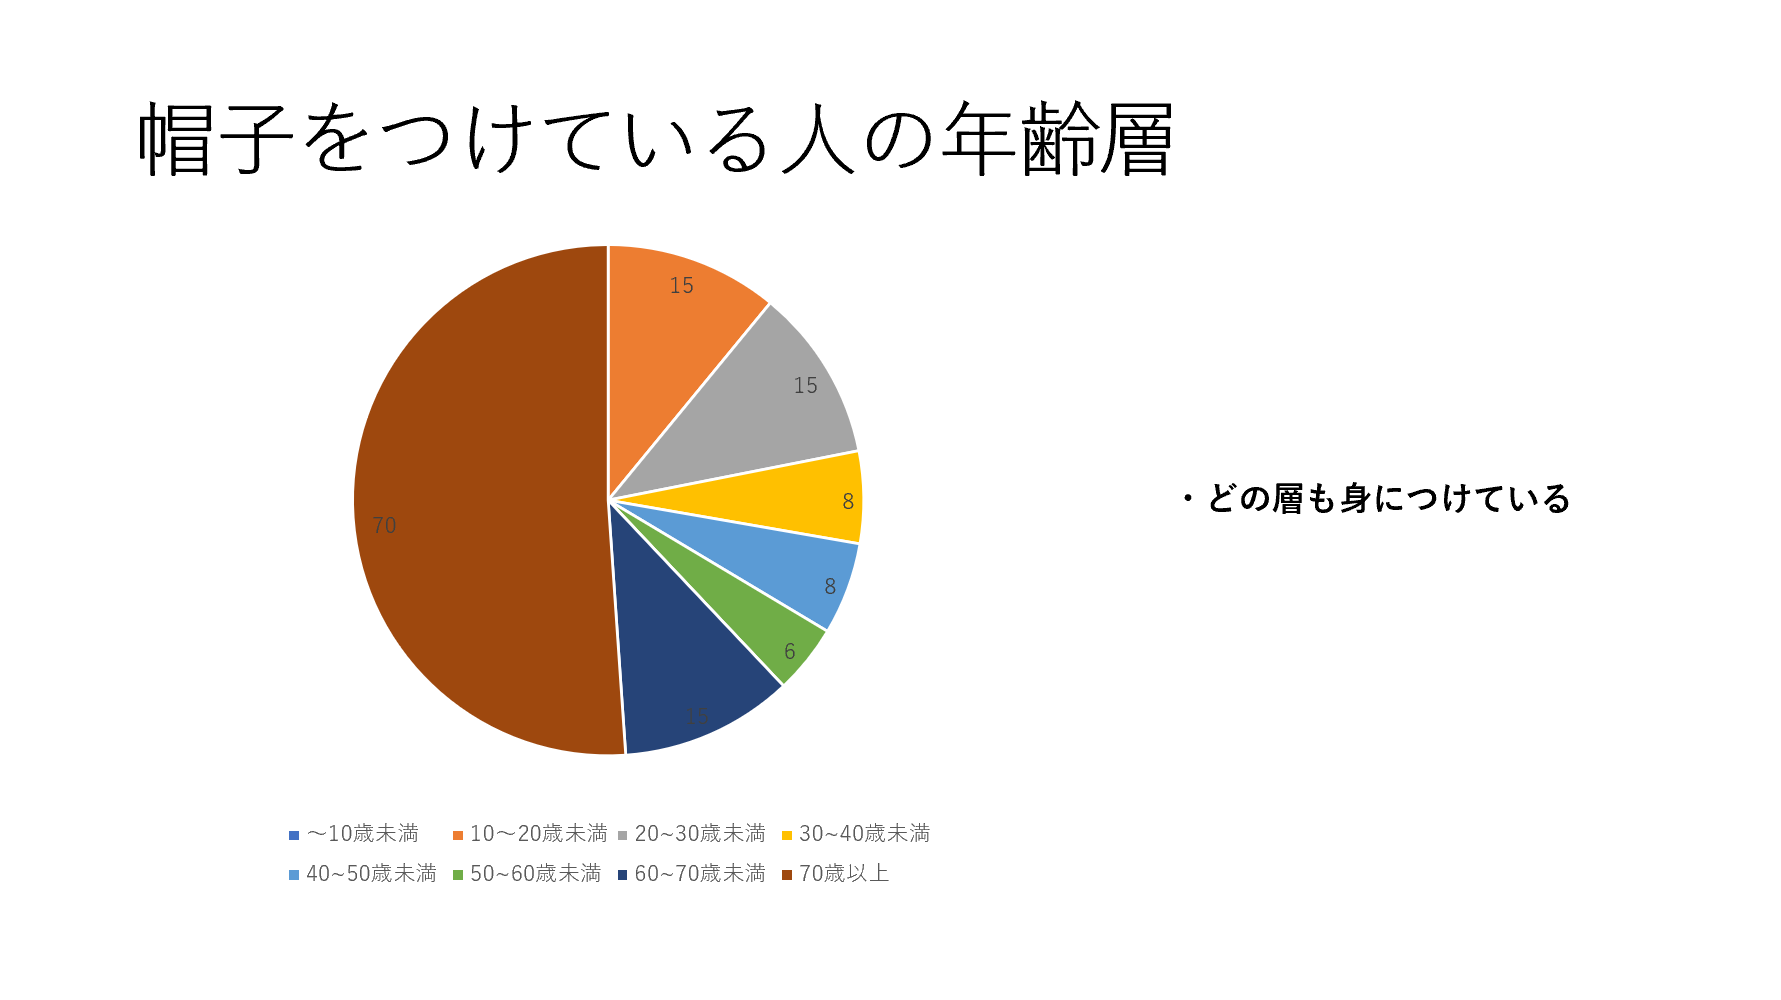 帽子をつけている人の年齢層
15
15
8
8
6
15
70
・どの層も身につけている
～10歳未満 10～20歳未満 20~30歳未満 30~40歳未満
40~50歳未満 50~60歳未満 60~70歳未満 70歳以上